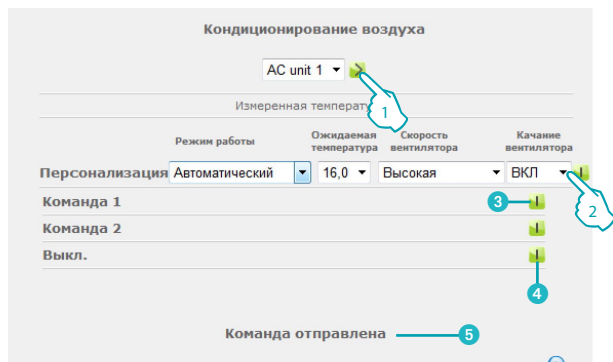 Кондиционирование воздуха
AC unit 1
1
Измеренная температу
Режим работы
Ожидаемая температура
Скорость вентилятора
Качание вентилятора
Персонализация Автоматический 16,0 Высокая ВКЛ
2
Команда 1 3
Команда 2
Выкл.
4
Команда отправлена 5